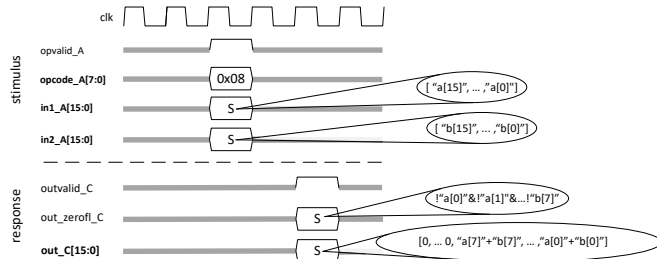 clk
stimulus
opvalid_A
opcode_A[7:0]
0x08
in1_A[15:0]
S
[ "a[15]", ... ,"a[0]"]
in2_A[15:0]
S
[ "b[15]", ... ,"b[0]"]
response
outvalid_C
out_zerofl_C
S
!"a[0]"&!"a[1]"&...!"b[7]"
out_C[15:0]
S
[0, ... 0, "a[7]"+"b[7]", ... ,"a[0]"+"b[0]"]